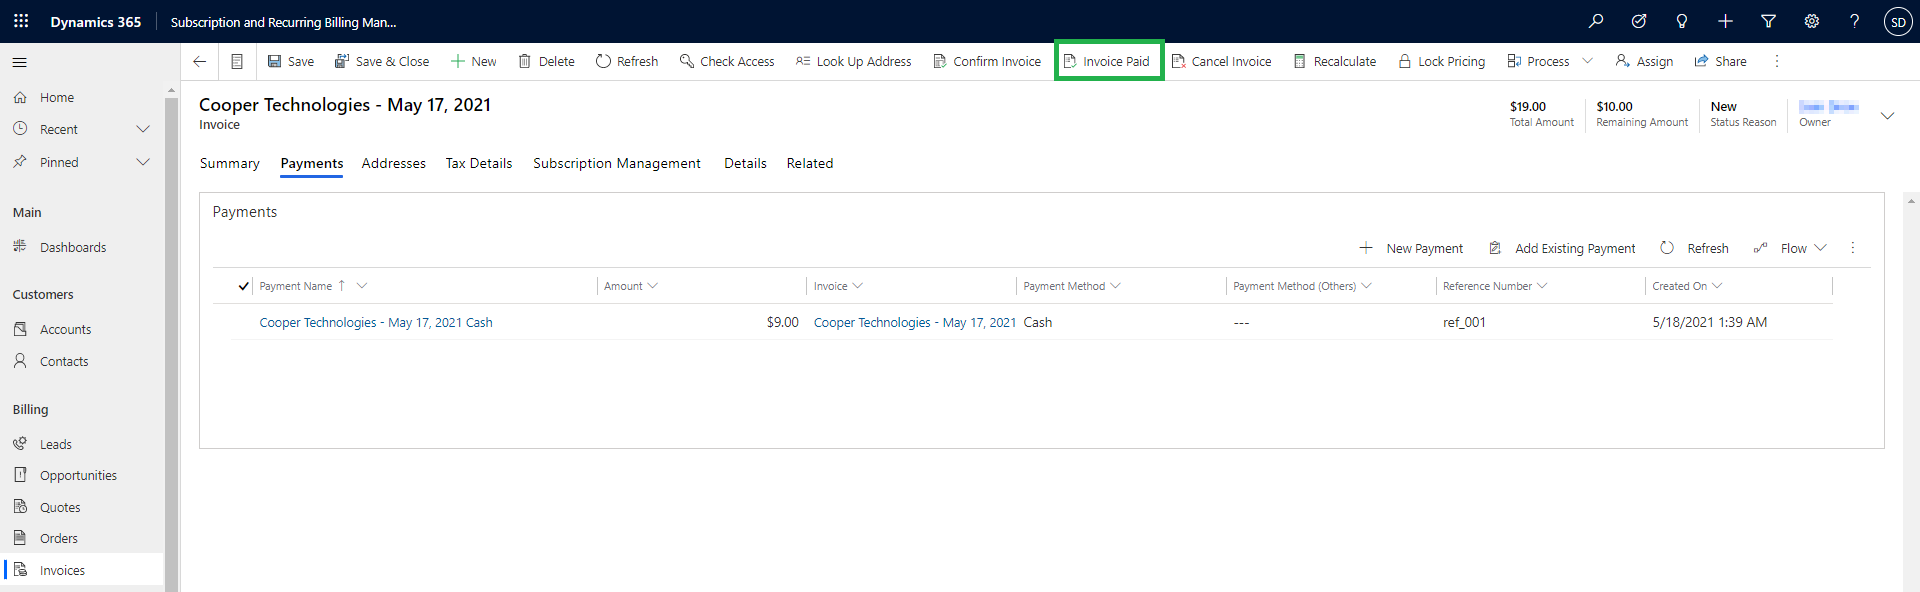 Dynamics 365 Subscription and Recurring Billing Man... SD
Save Save & Close New Delete Refresh Check Access Look Up Address Confirm Invoice Invoice Paid Cancel Invoice Recalculate Lock Pricing Process Assign Share
Home
Recent
Pinned
Main
Dashboards
Customers
Accounts
Contacts
Billing
Leads
Opportunities
Quotes
Orders
Invoices
Cooper Technologies - May 17, 2021
Invoice
$19.00 $10.00 New
Total Amount Remaining Amount Status Reason Owner
Summary Payments Addresses Tax Details Subscription Management Details Related
Payments
New Payment Add Existing Payment Refresh Flow
Payment Name Amount Invoice Payment Method Payment Method (Others) Reference Number Created On
Cooper Technologies - May 17, 2021 Cash $9.00 Cooper Technologies - May 17, 2021 Cash --- ref_001 5/18/2021 1:39 AM